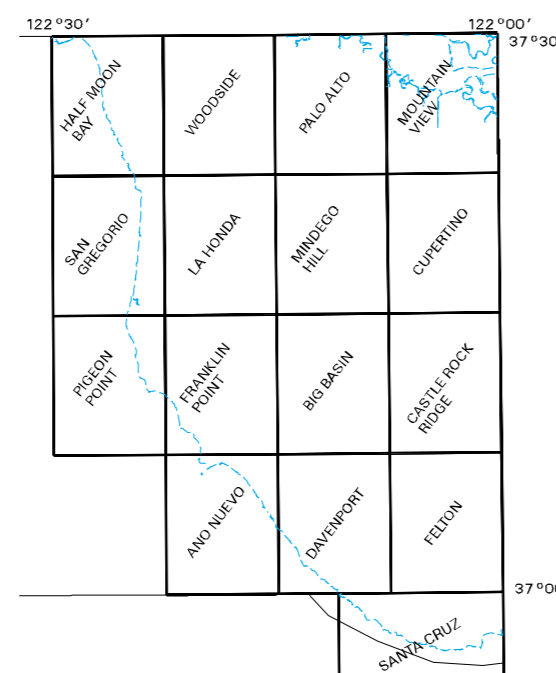 122°30′ 122°00′
37°30
HALF MOON
BAY
WOODSIDE
PALO ALTO
MOUNTAIN
VIEW
SAN
GREGORIO
LA HONDA
MINDEGO
HILL
CUPERTINO
PIGEON
POINT
FRANKLIN
POINT
BIG BASIN
CASTLE ROCK
RIDGE
ANO NUEVO
DAVENPORT
FELTON
37°00
SANTA CRUZ